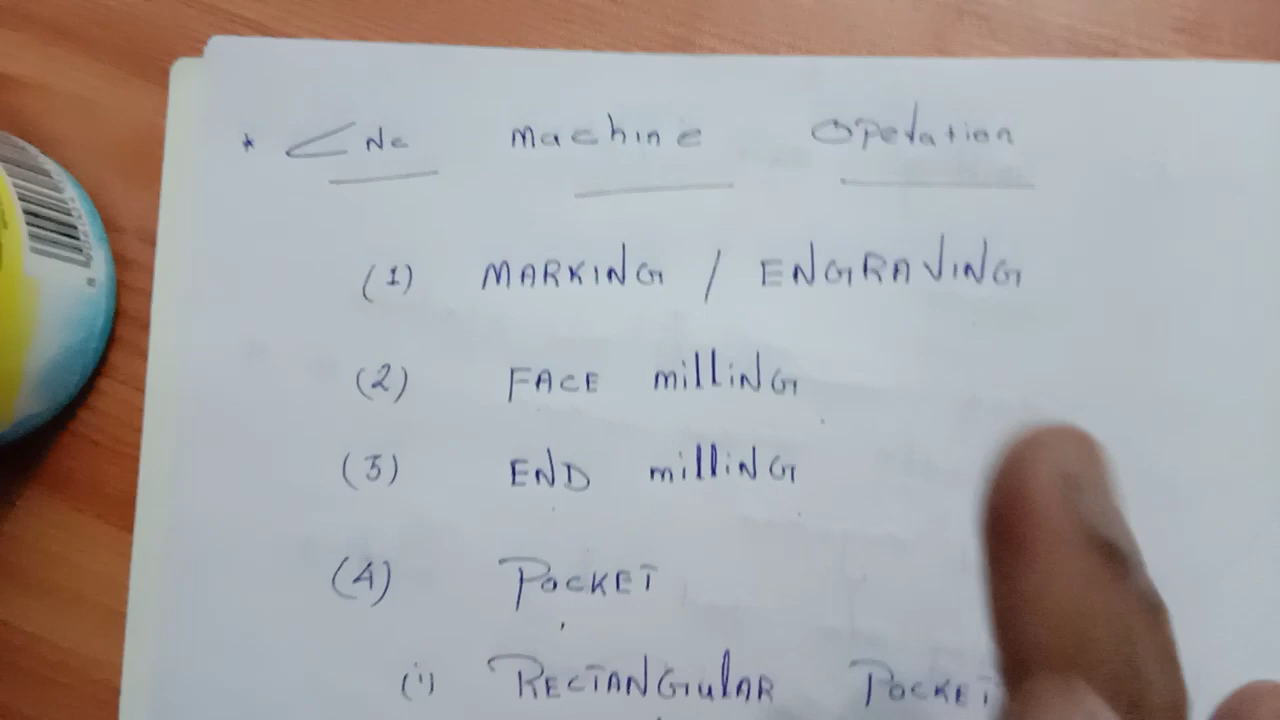 * CNc machine Operation
(1) MARKING / ENGRAVING
(2) FACE milliNG
(3) END milliNG
(4) POCKET
(i) RECTANGulAR POCKET